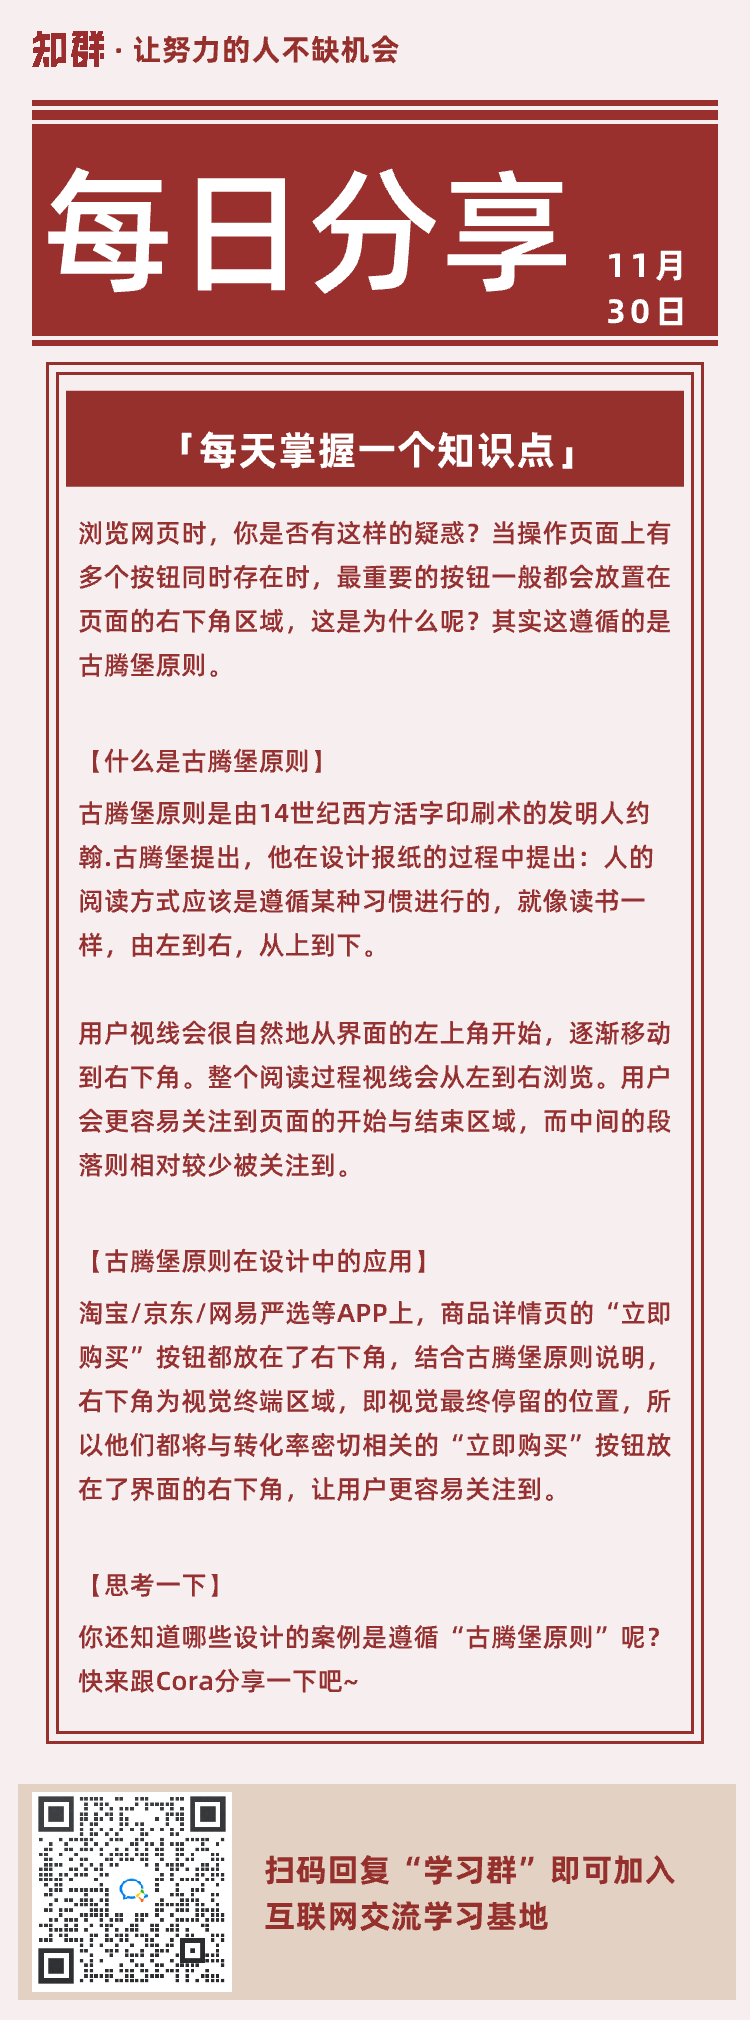 知群·让努力的人不缺机会
每日分享
11月
30日
「每天掌握一个知识点」
浏览网页时，你是否有这样的疑惑？当操作页面上有
多个按钮同时存在时，最重要的按钮一般都会放置在
页面的右下角区域，这是为什么呢？其实这遵循的是
古腾堡原则。
【什么是古腾堡原则】
古腾堡原则是由14世纪西方活字印刷术的发明人约
翰.古腾堡提出，他在设计报纸的过程中提出：人的
阅读方式应该是遵循某种习惯进行的，就像读书一
样，由左到右，从上到下。
用户视线会很自然地从界面的左上角开始，逐渐移动
到右下角。整个阅读过程视线会从左到右浏览。用户
会更容易关注到页面的开始与结束区域，而中间的段
落则相对较少被关注到。
【古腾堡原则在设计中的应用】
淘宝/京东/网易严选等APP上，商品详情页的“立即
购买”按钮都放在了右下角，结合古腾堡原则说明，
右下角为视觉终端区域，即视觉最终停留的位置，所
以他们都将与转化率密切相关的“立即购买”按钮放
在了界面的右下角，让用户更容易关注到。
【思考一下】
你还知道哪些设计的案例是遵循“古腾堡原则”呢？
快来跟Cora分享一下吧~
扫码回复“学习群”即可加入
互联网交流学习基地